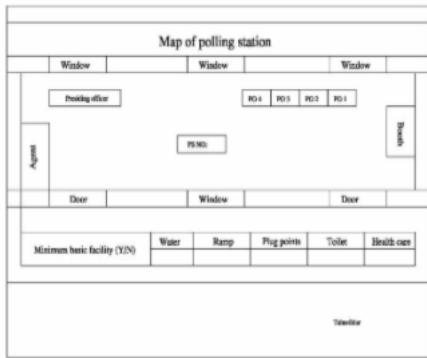 Map of polling station
Window Window Window
Presiding officer PO 4 PO 3 PO 2 PO 1
Agent PS NO: Booth
Door Window Door
Minimum basic facility (Y/N) Water Ramp Plug points Toilet Health care